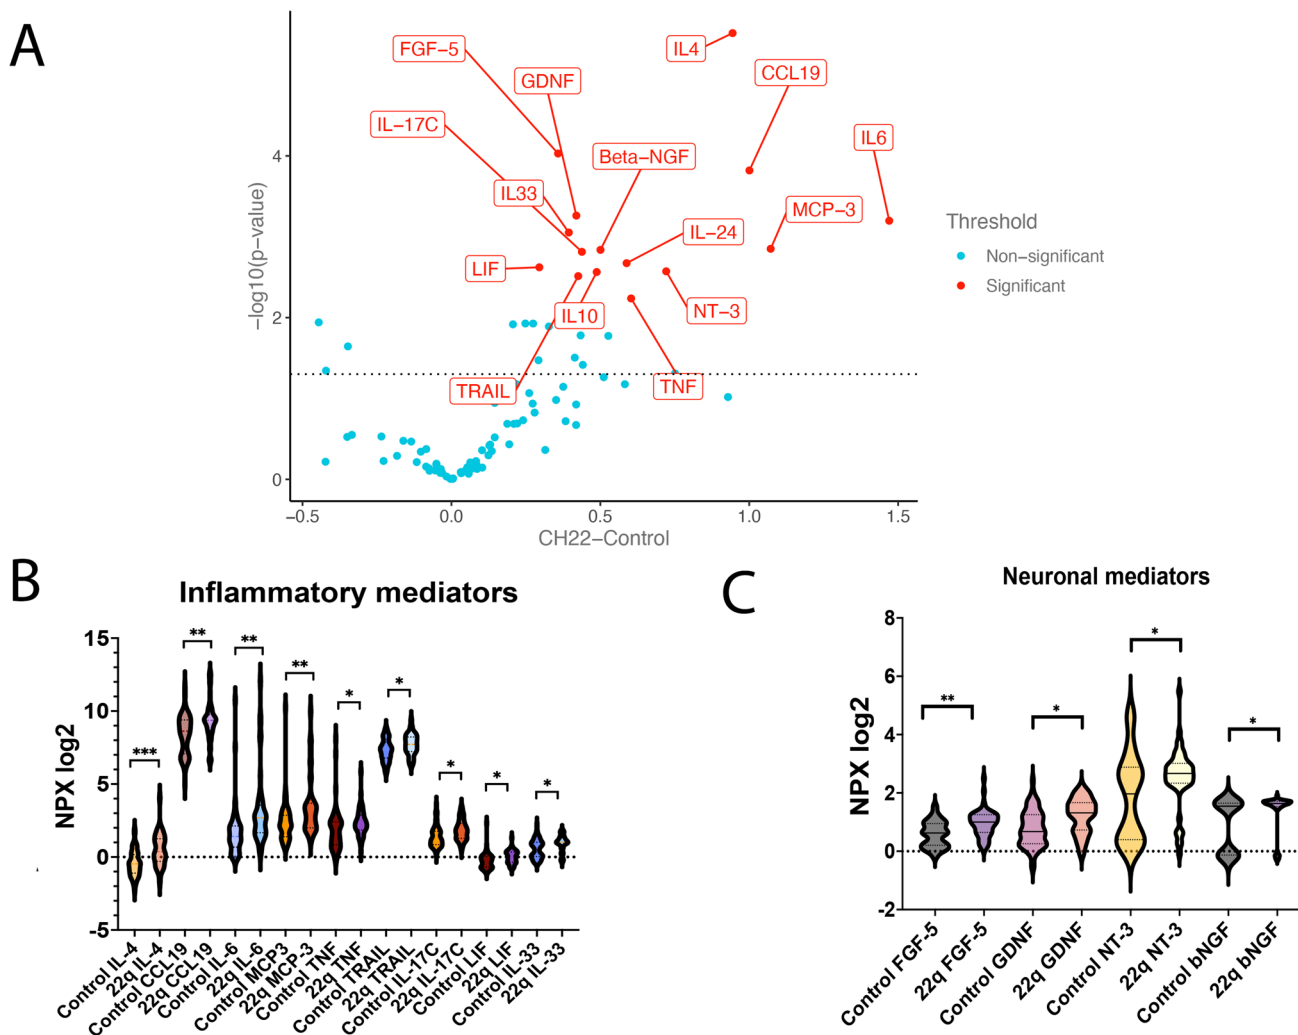 A
FGF-5
IL4
GDNF
CCL19
IL-17C
IL6
Beta-NGF
IL33
MCP-3
IL-24
LIF
IL10
NT-3
TRAIL
TNF
-log10(p-value)
4
2
0
-0.5
0.0
0.5
1.0
1.5
CH22-Control
Threshold
Non-significant
Significant
B
Inflammatory mediators
NPX log2
15
10
5
0
-5
***
**
**
**
*
*
*
*
*
Control IL-4
22q IL-4
Control CCL19
22q CCL19
Control IL-6
22q IL-6
Control MCP3
22q MCP-3
Control TNF
22q TNF
Control TRAIL
22q TRAIL
Control IL-17C
22q IL-17C
Control LIF
22q LIF
Control IL-33
22q IL-33
C
Neuronal mediators
NPX log2
8
6
4
2
0
-2
**
*
*
*
Control FGF-5
22q FGF-5
Control GDNF
22q GDNF
Control NT-3
22q NT-3
Control bNGF
22q bNGF